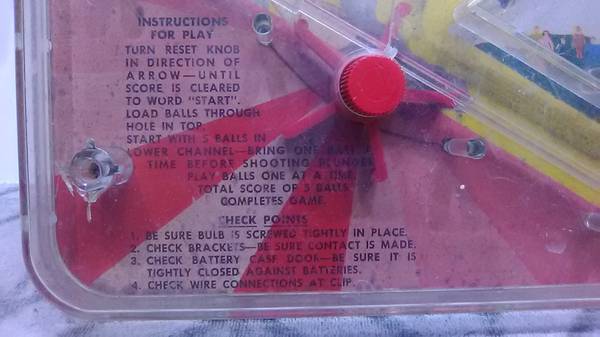 INSTRUCTIONS
FOR PLAY
TURN RESET KNOB
IN DIRECTION OF
ARROW—UNTIL
SCORE IS CLEARED
TO WORD "START".
LOAD BALLS THROUGH
HOLE IN TOP.
START WITH 5 BALLS IN
LOWER CHANNEL—BRING ONE BALL
TIME BEFORE SHOOTING PLUNGER
PLAY BALLS ONE AT A TIME
TOTAL SCORE OF 5 BALLS
COMPLETES GAME.
CHECK POINTS
1. BE SURE BULB IS SCREWED TIGHTLY IN PLACE.
2. CHECK BRACKETS—BE SURE CONTACT IS MADE.
3. CHECK BATTERY CASE DOOR—BE SURE IT IS
TIGHTLY CLOSED AGAINST BATTERIES.
4. CHECK WIRE CONNECTIONS AT CLIP.